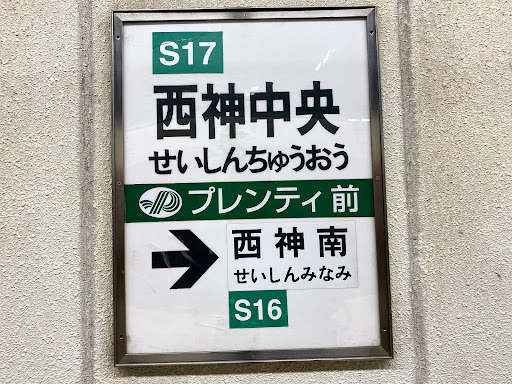 S17
西神中央
せいしんちゅうおう
プレンティ前
西神南
せいしんみなみ
S16